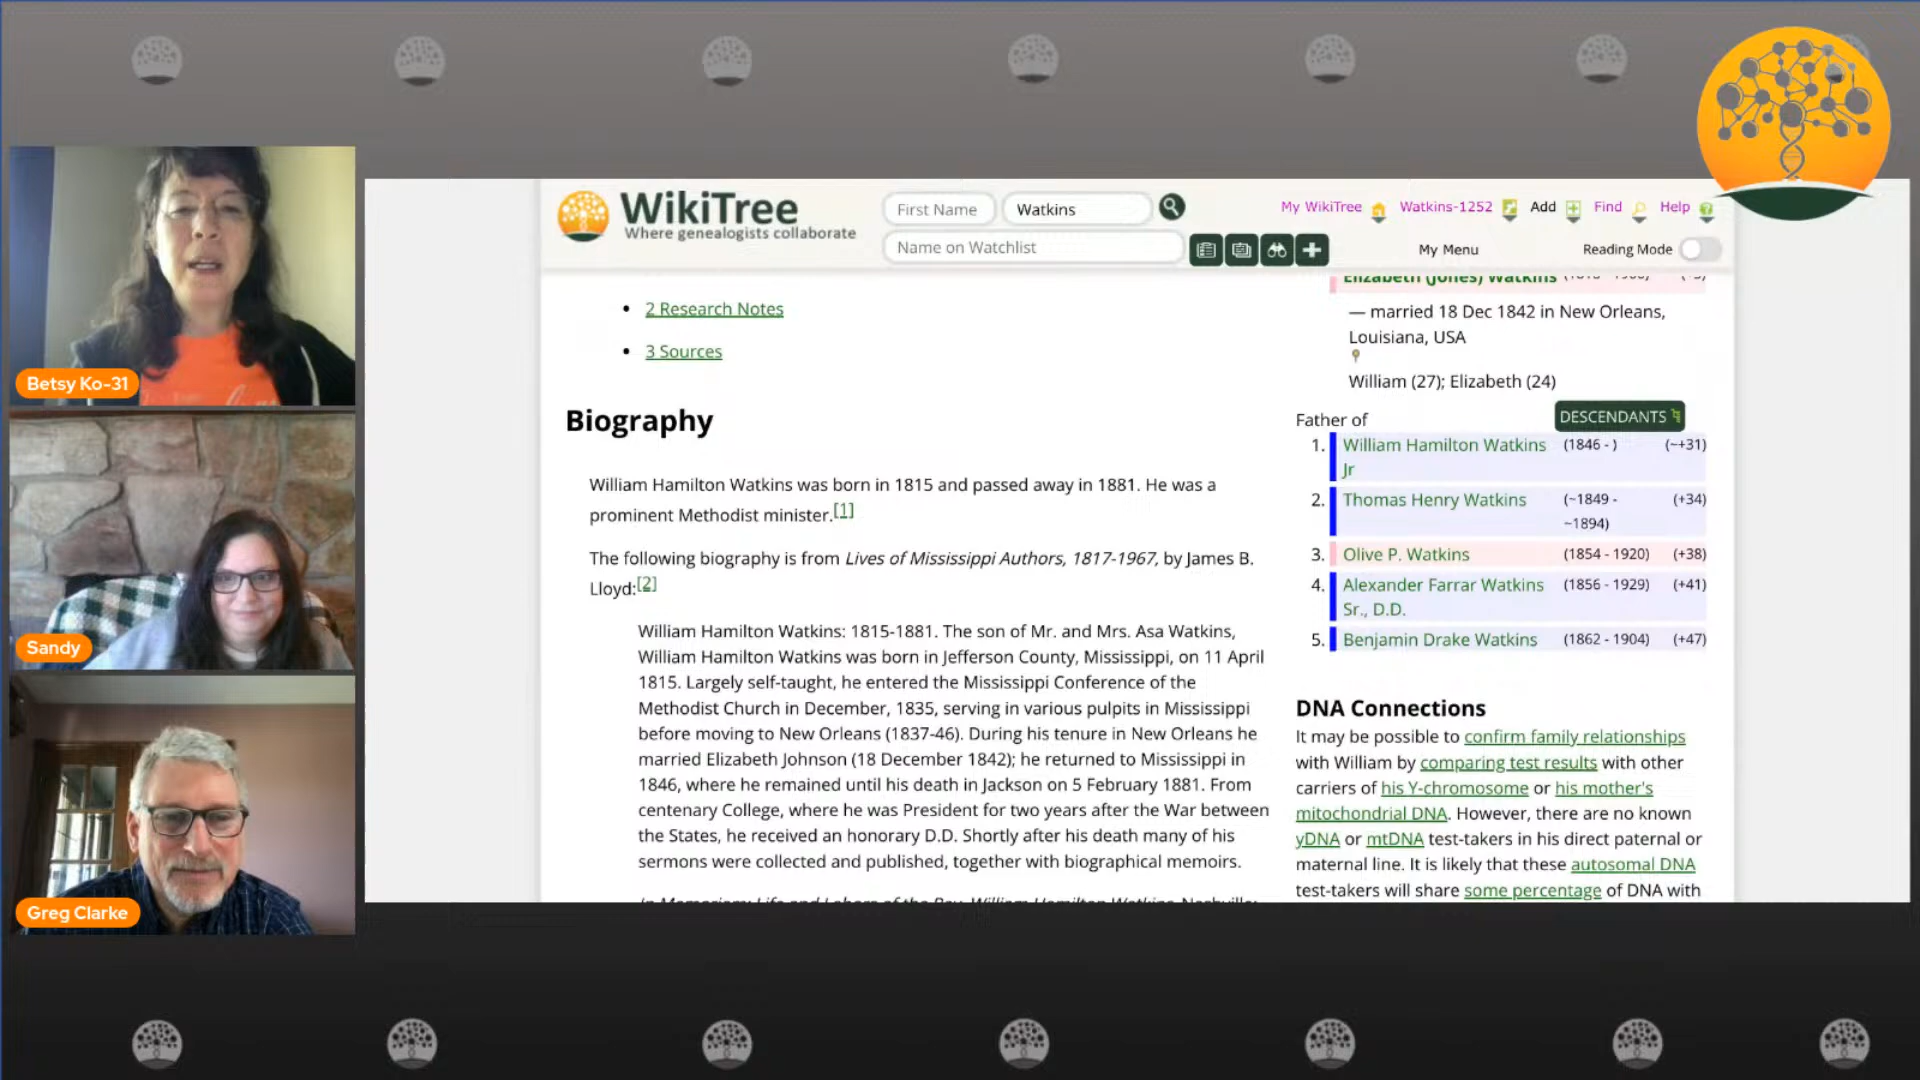 Betsy Ko-31
Sandy
Greg Clarke
WikiTree
Where genealogists collaborate
First Name
Watkins
Name on Watchlist
My WikiTree
Watkins-1252
Add
Find
Help
My Menu
Reading Mode
2 Research Notes
3 Sources
Biography
William Hamilton Watkins was born in 1815 and passed away in 1881. He was a
prominent Methodist minister.[1]
The following biography is from Lives of Mississippi Authors, 1817-1967, by James B.
Lloyd:[2]
William Hamilton Watkins: 1815-1881. The son of Mr. and Mrs. Asa Watkins,
William Hamilton Watkins was born in Jefferson County, Mississippi, on 11 April
1815. Largely self-taught, he entered the Mississippi Conference of the
Methodist Church in December, 1835, serving in various pulpits in Mississippi
before moving to New Orleans (1837-46). During his tenure in New Orleans he
married Elizabeth Johnson (18 December 1842); he returned to Mississippi in
1846, where he remained until his death in Jackson on 5 February 1881. From
centenary College, where he was President for two years after the War between
the States, he received an honorary D.D. Shortly after his death many of his
sermons were collected and published, together with biographical memoirs.
In Memoriam: Life and Labors of the Rev. William Hamilton Watkins, Nashville:
Elizabeth (Jones) Watkins
— married 18 Dec 1842 in New Orleans,
Louisiana, USA
William (27); Elizabeth (24)
Father of
DESCENDANTS
1. William Hamilton Watkins (1846 - ) (~+31)
Jr
2. Thomas Henry Watkins (~1849 - (+34)
~1894)
3. Olive P. Watkins (1854 - 1920) (+38)
4. Alexander Farrar Watkins (1856 - 1929) (+41)
Sr., D.D.
5. Benjamin Drake Watkins (1862 - 1904) (+47)
DNA Connections
It may be possible to confirm family relationships
with William by comparing test results with other
carriers of his Y-chromosome or his mother's
mitochondrial DNA. However, there are no known
yDNA or mtDNA test-takers in his direct paternal or
maternal line. It is likely that these autosomal DNA
test-takers will share some percentage of DNA with